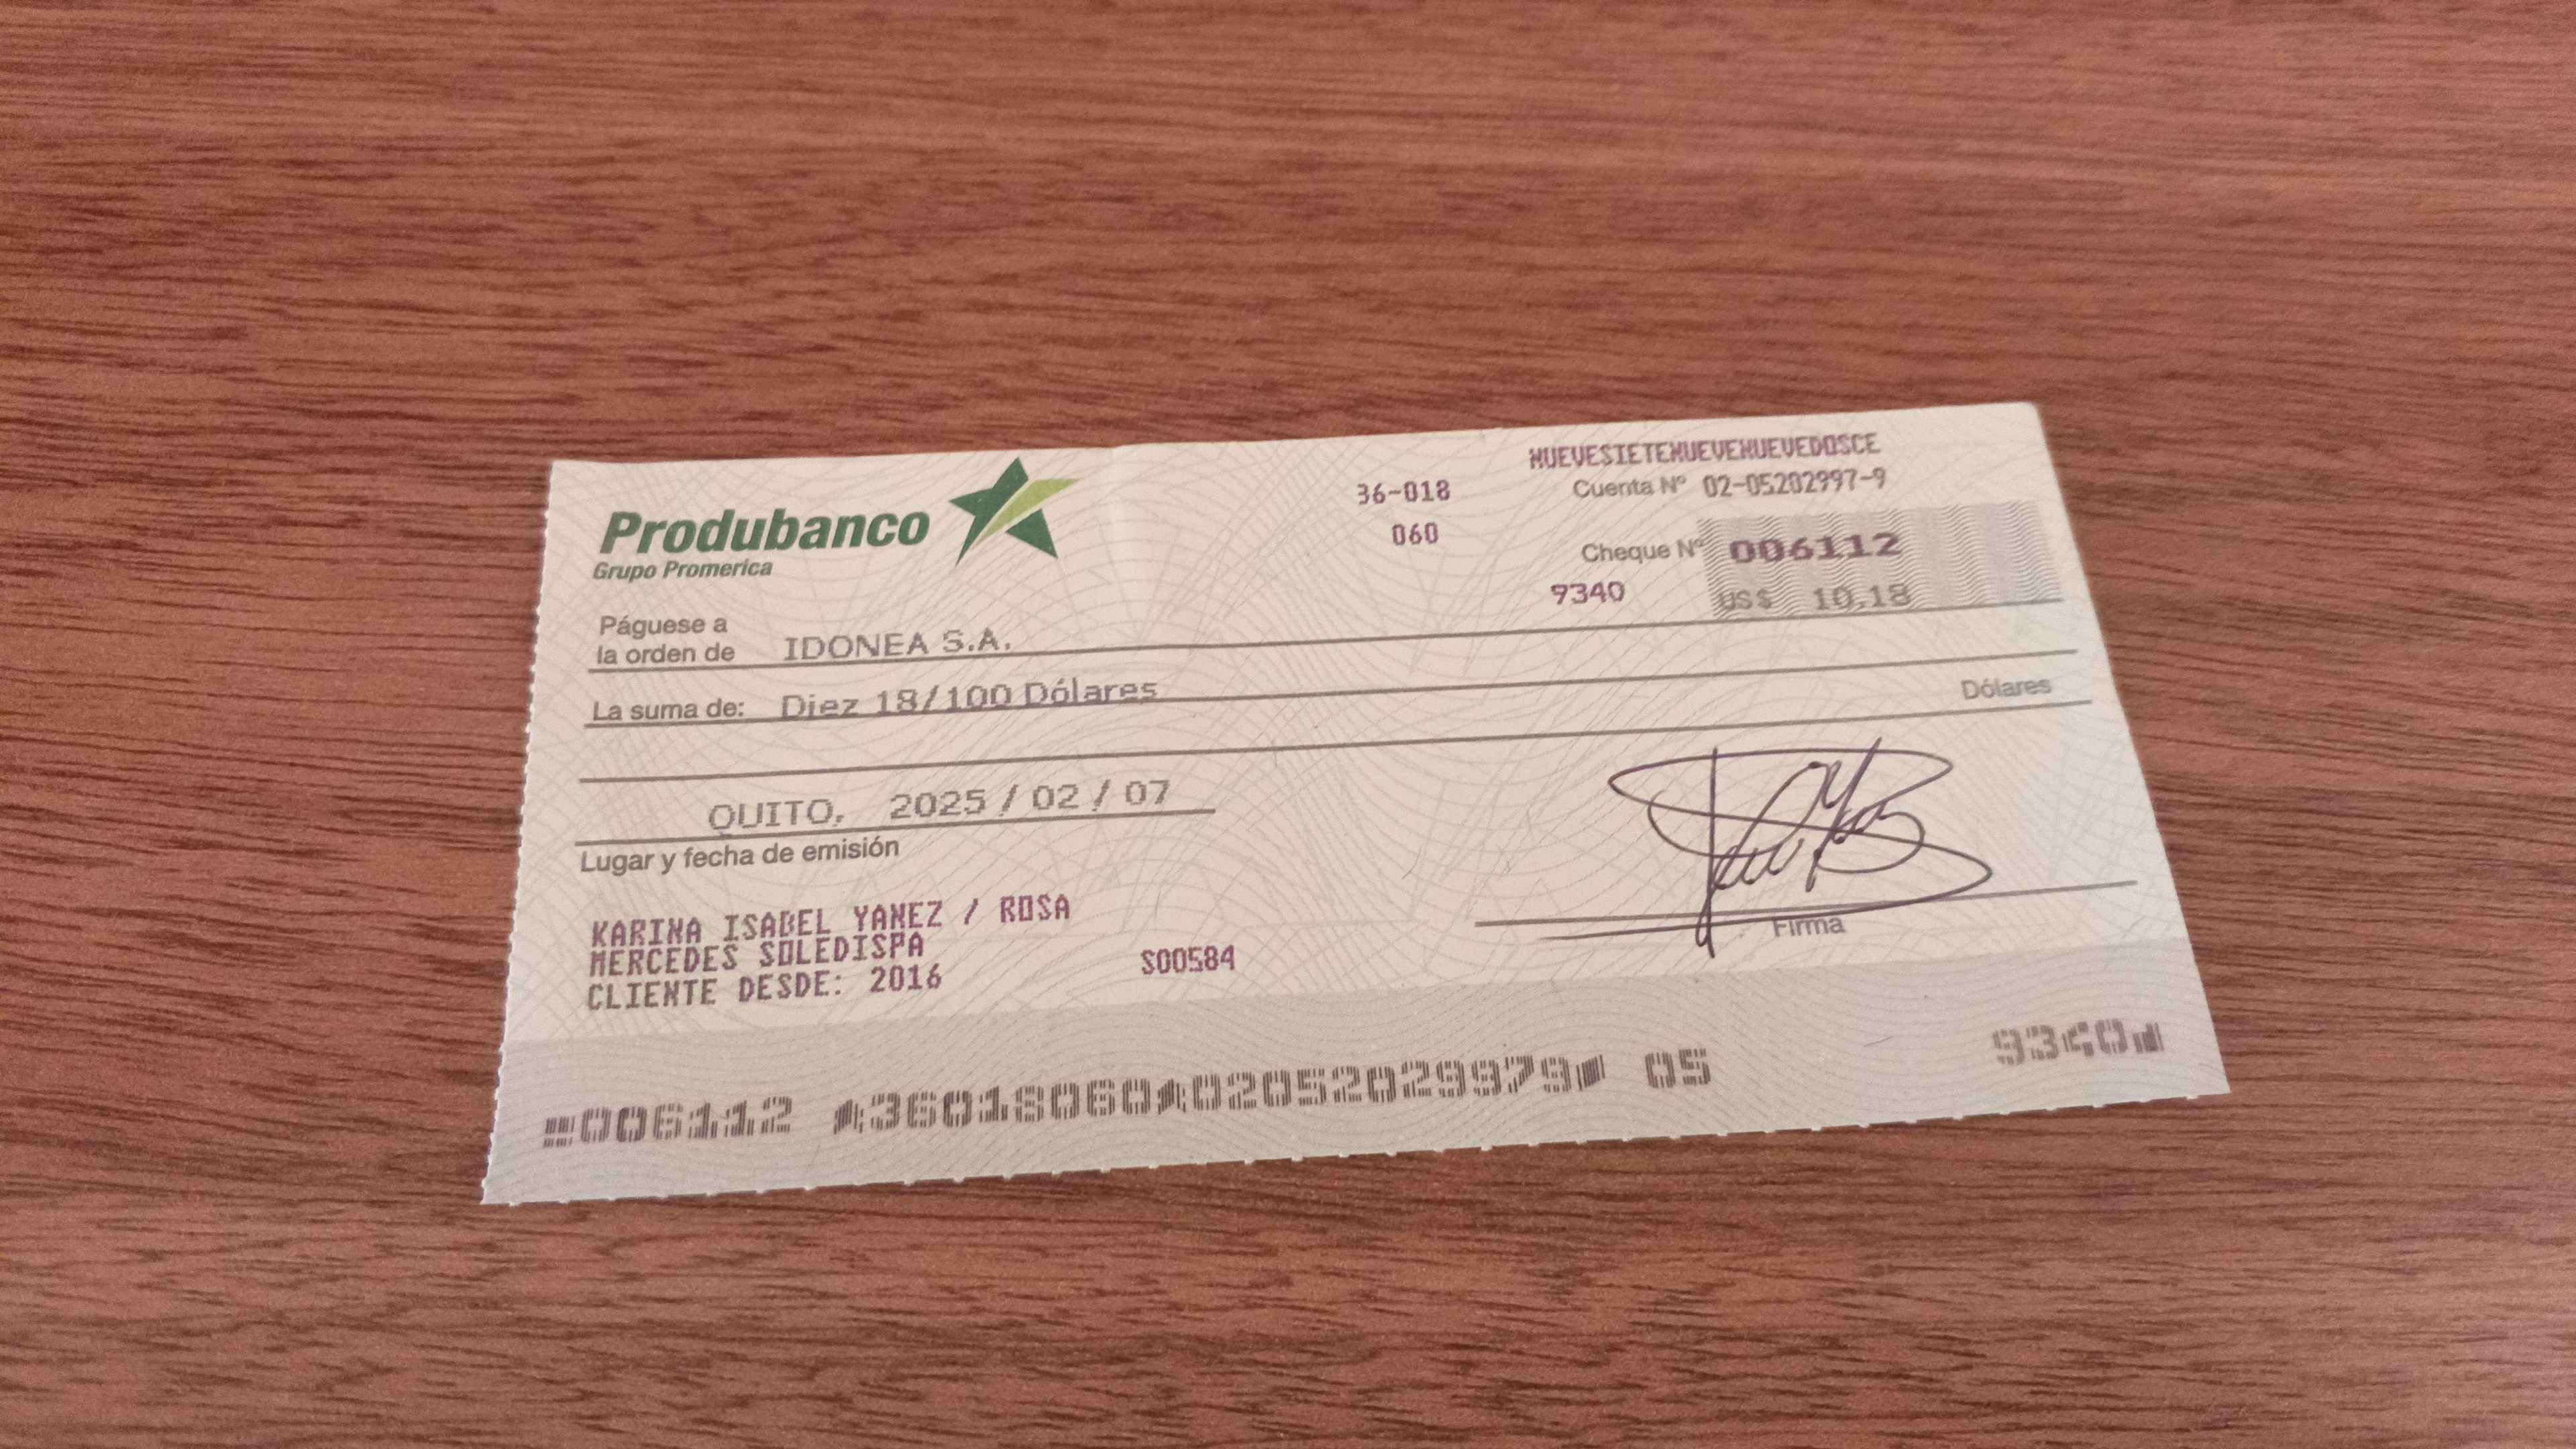 Produbanco
Grupo Promerica
36-018
060
NUEVESIETENUEVENUEVEDOSCE
Cuenta Nº 02-05202997-9
Cheque Nº 006112
9340
US$ 10,18
Páguese a
la orden de IDONEA S.A.
La suma de: Diez 18/100 Dólares
Dólares
QUITO, 2025 / 02 / 07
Lugar y fecha de emisión
Firma
KARINA ISABEL YANEZ / ROSA
MERCEDES SOLEDISPA
CLIENTE DESDE: 2016
S00584
⑈006112 ⑆36018060⑆02052029979⑈ 05 9340⑈